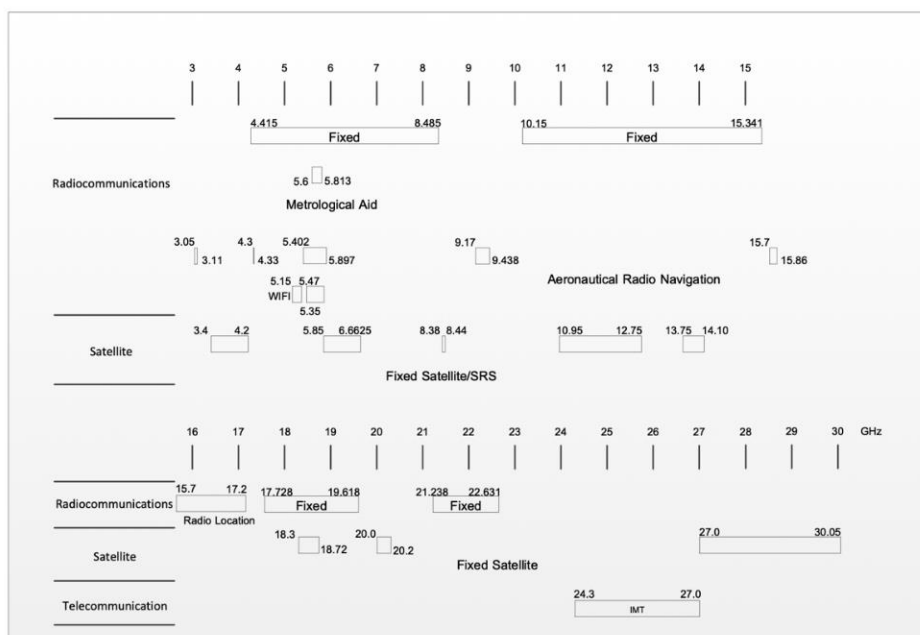 3 4 5 6 7 8 9 10 11 12 13 14 15
4.415 8.485 10.15 15.341
Fixed Fixed
Radiocommunications
5.6 5.813
Metrological Aid
3.05 4.3 5.402 9.17 15.7
3.11 4.33 5.897 9.438 15.86
Aeronautical Radio Navigation
5.15 5.47
WIFI
5.35
3.4 4.2 5.85 6.6625 8.38 8.44 10.95 12.75 13.75 14.10
Satellite
Fixed Satellite/SRS
16 17 18 19 20 21 22 23 24 25 26 27 28 29 30 GHz
15.7 17.2 17.728 19.618 21.238 22.631
Radiocommunications Fixed Fixed
Radio Location
18.3 20.0 27.0 30.05
18.72 20.2
Satellite Fixed Satellite
24.3 27.0
Telecommunication IMT